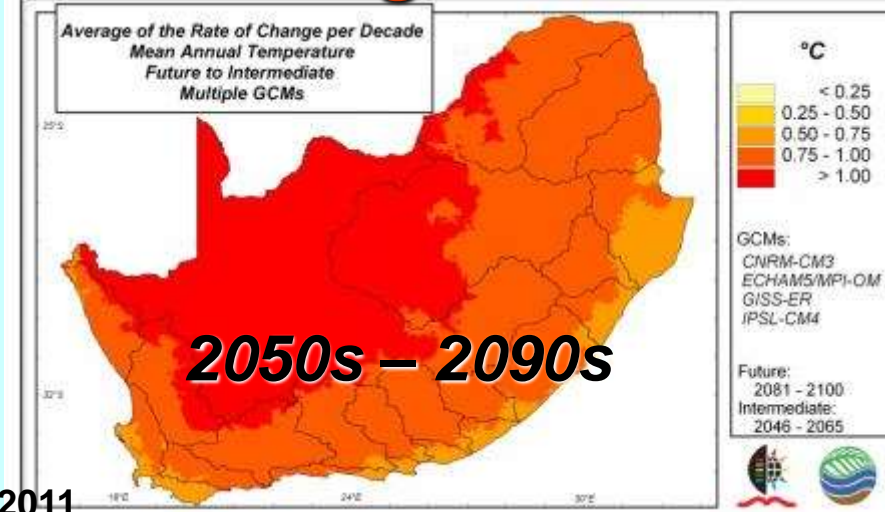 Average of the Rate of Change per Decade
Mean Annual Temperature
Future to Intermediate
Multiple GCMs
°C
< 0.25
0.25 - 0.50
0.50 - 0.75
0.75 - 1.00
> 1.00
GCMs:
CNRM-CM3
ECHAM5/MPI-OM
GISS-ER
IPSL-CM4
2050s – 2090s
Future:
2081 - 2100
Intermediate:
2046 - 2065
2011
24°E
30°E